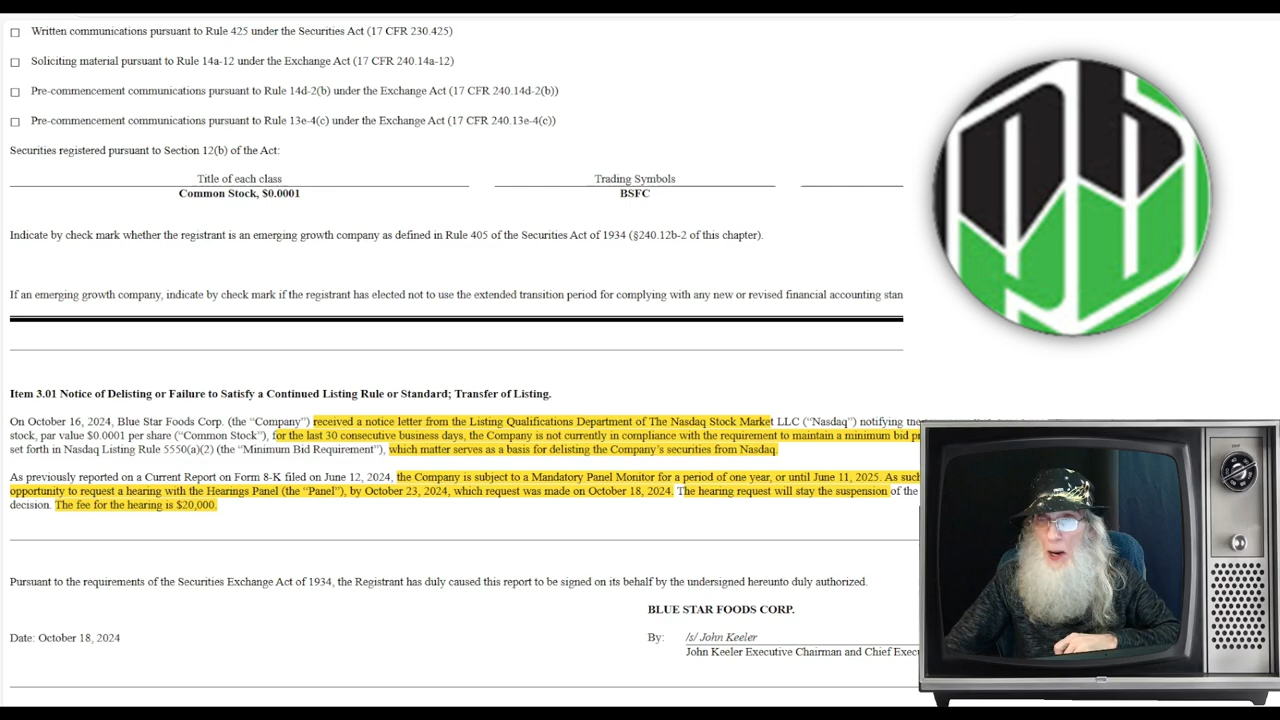 ☐ Written communications pursuant to Rule 425 under the Securities Act (17 CFR 230.425)
☐ Soliciting material pursuant to Rule 14a-12 under the Exchange Act (17 CFR 240.14a-12)
☐ Pre-commencement communications pursuant to Rule 14d-2(b) under the Exchange Act (17 CFR 240.14d-2(b))
☐ Pre-commencement communications pursuant to Rule 13e-4(c) under the Exchange Act (17 CFR 240.13e-4(c))
Securities registered pursuant to Section 12(b) of the Act:
Title of each class Trading Symbols
Common Stock, $0.0001 BSFC
Indicate by check mark whether the registrant is an emerging growth company as defined in Rule 405 of the Securities Act of 1934 (§240.12b-2 of this chapter).
If an emerging growth company, indicate by check mark if the registrant has elected not to use the extended transition period for complying with any new or revised financial accounting stan
Item 3.01 Notice of Delisting or Failure to Satisfy a Continued Listing Rule or Standard; Transfer of Listing.
On October 16, 2024, Blue Star Foods Corp. (the “Company”) received a notice letter from the Listing Qualifications Department of The Nasdaq Stock Market LLC (“Nasdaq”) notifying the
stock, par value $0.0001 per share (“Common Stock”), for the last 30 consecutive business days, the Company is not currently in compliance with the requirement to maintain a minimum bid pr
set forth in Nasdaq Listing Rule 5550(a)(2) (the “Minimum Bid Requirement”), which matter serves as a basis for delisting the Company’s securities from Nasdaq.
As previously reported on a Current Report on Form 8-K filed on June 12, 2024, the Company is subject to a Mandatory Panel Monitor for a period of one year, or until June 11, 2025. As such
opportunity to request a hearing with the Hearings Panel (the “Panel”), by October 23, 2024, which request was made on October 18, 2024. The hearing request will stay the suspension of the
decision. The fee for the hearing is $20,000.
Pursuant to the requirements of the Securities Exchange Act of 1934, the Registrant has duly caused this report to be signed on its behalf by the undersigned hereunto duly authorized.
BLUE STAR FOODS CORP.
Date: October 18, 2024 By: /s/ John Keeler
John Keeler Executive Chairman and Chief Execu